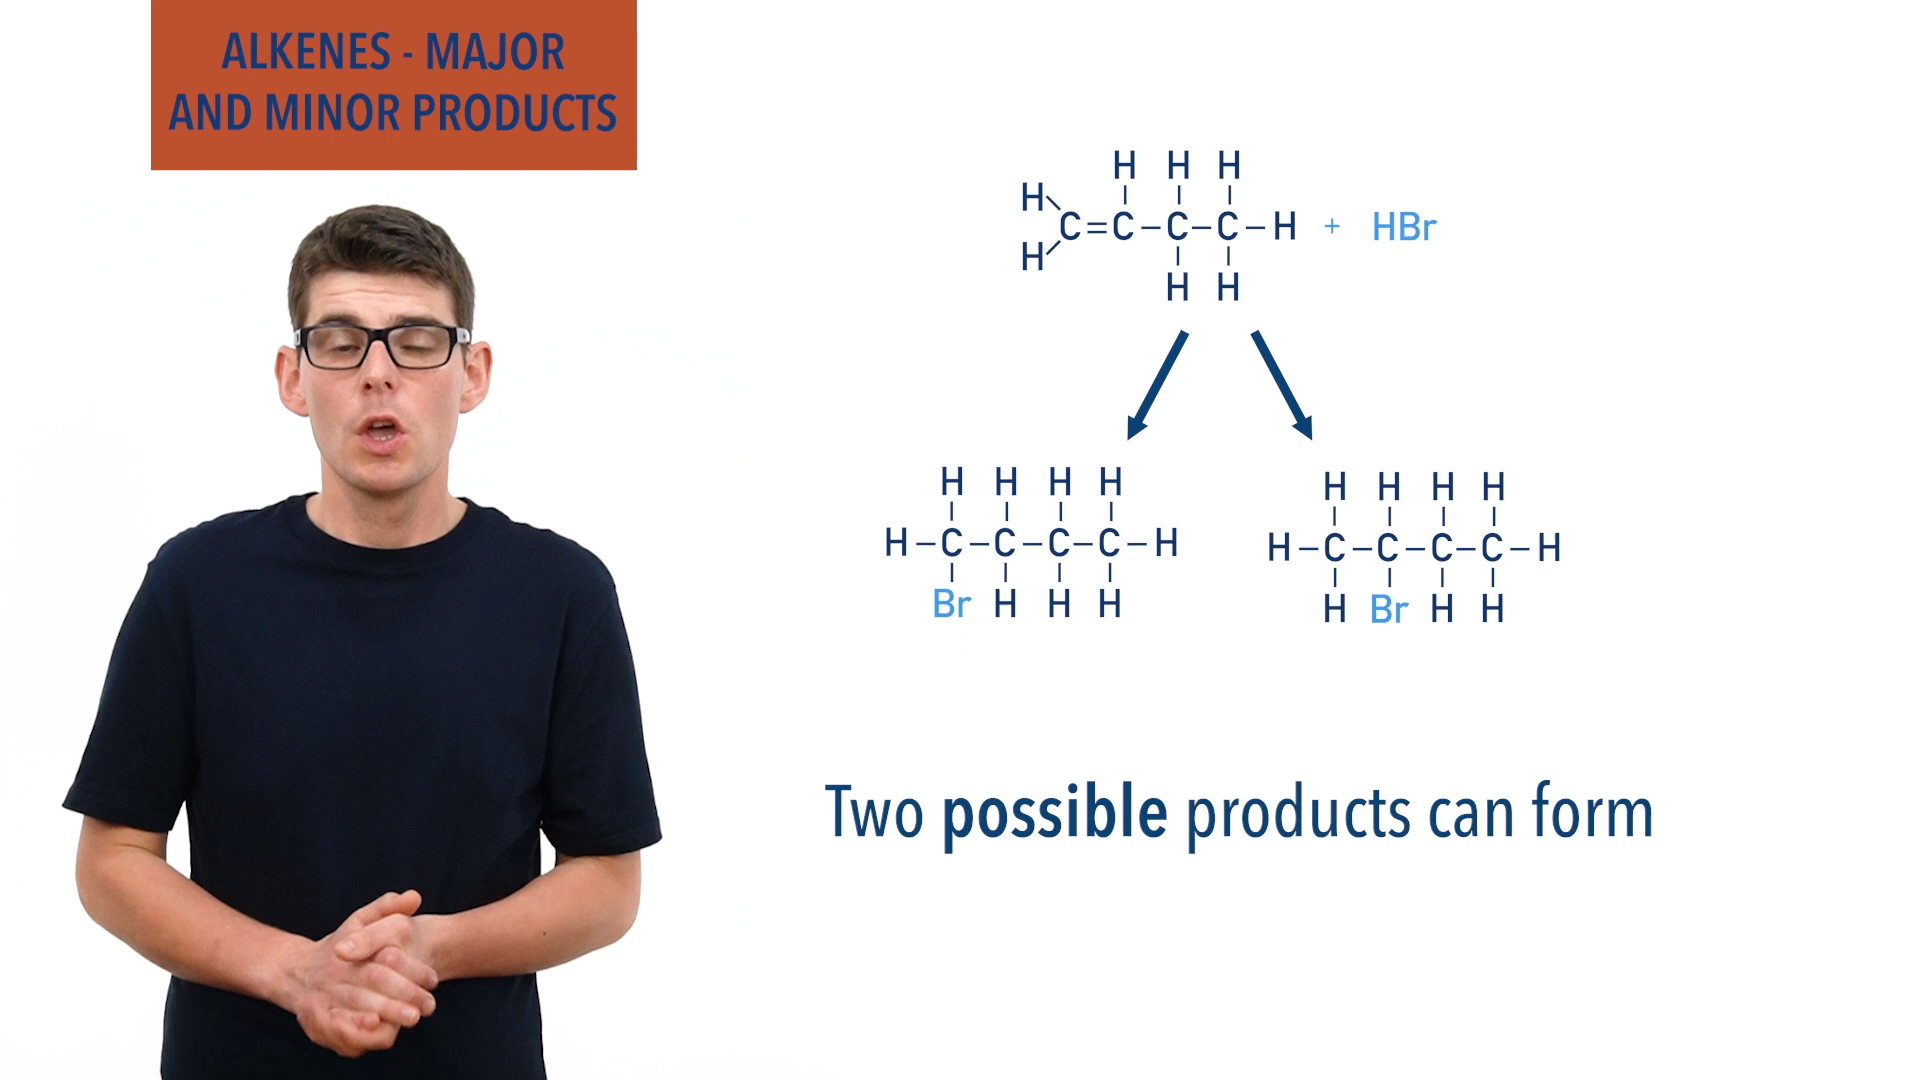 ALKENES - MAJOR
AND MINOR PRODUCTS
H H H
H
C=C–C–C–H + HBr
H
H H
H H H H
H–C–C–C–C–H
Br H H H
H H H H
H–C–C–C–C–H
H Br H H
Two possible products can form